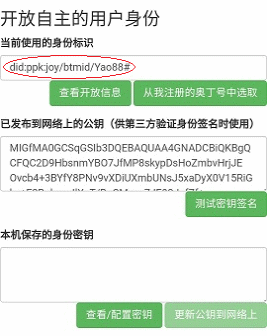 开放自主的用户身份
当前使用的身份标识
did:ppk:joy/btmid/Yao88#
查看开放信息 从我注册的奥丁号中选取
已发布到网络上的公钥（供第三方验证身份签名时使用）
MIGfMA0GCSqGSIb3DQEBAQUAA4GNADCBiQKBgQ
CFQC2D9HbsnmYBO7JfMP8skypDsHoZmbvHrjJE
Ovcb4+3BYfY8PNv9vXDiUXmbUNsJ5xaDyX0V15RiG
测试密钥签名
本机保存的身份密钥
查看/配置密钥 更新公钥到网络上